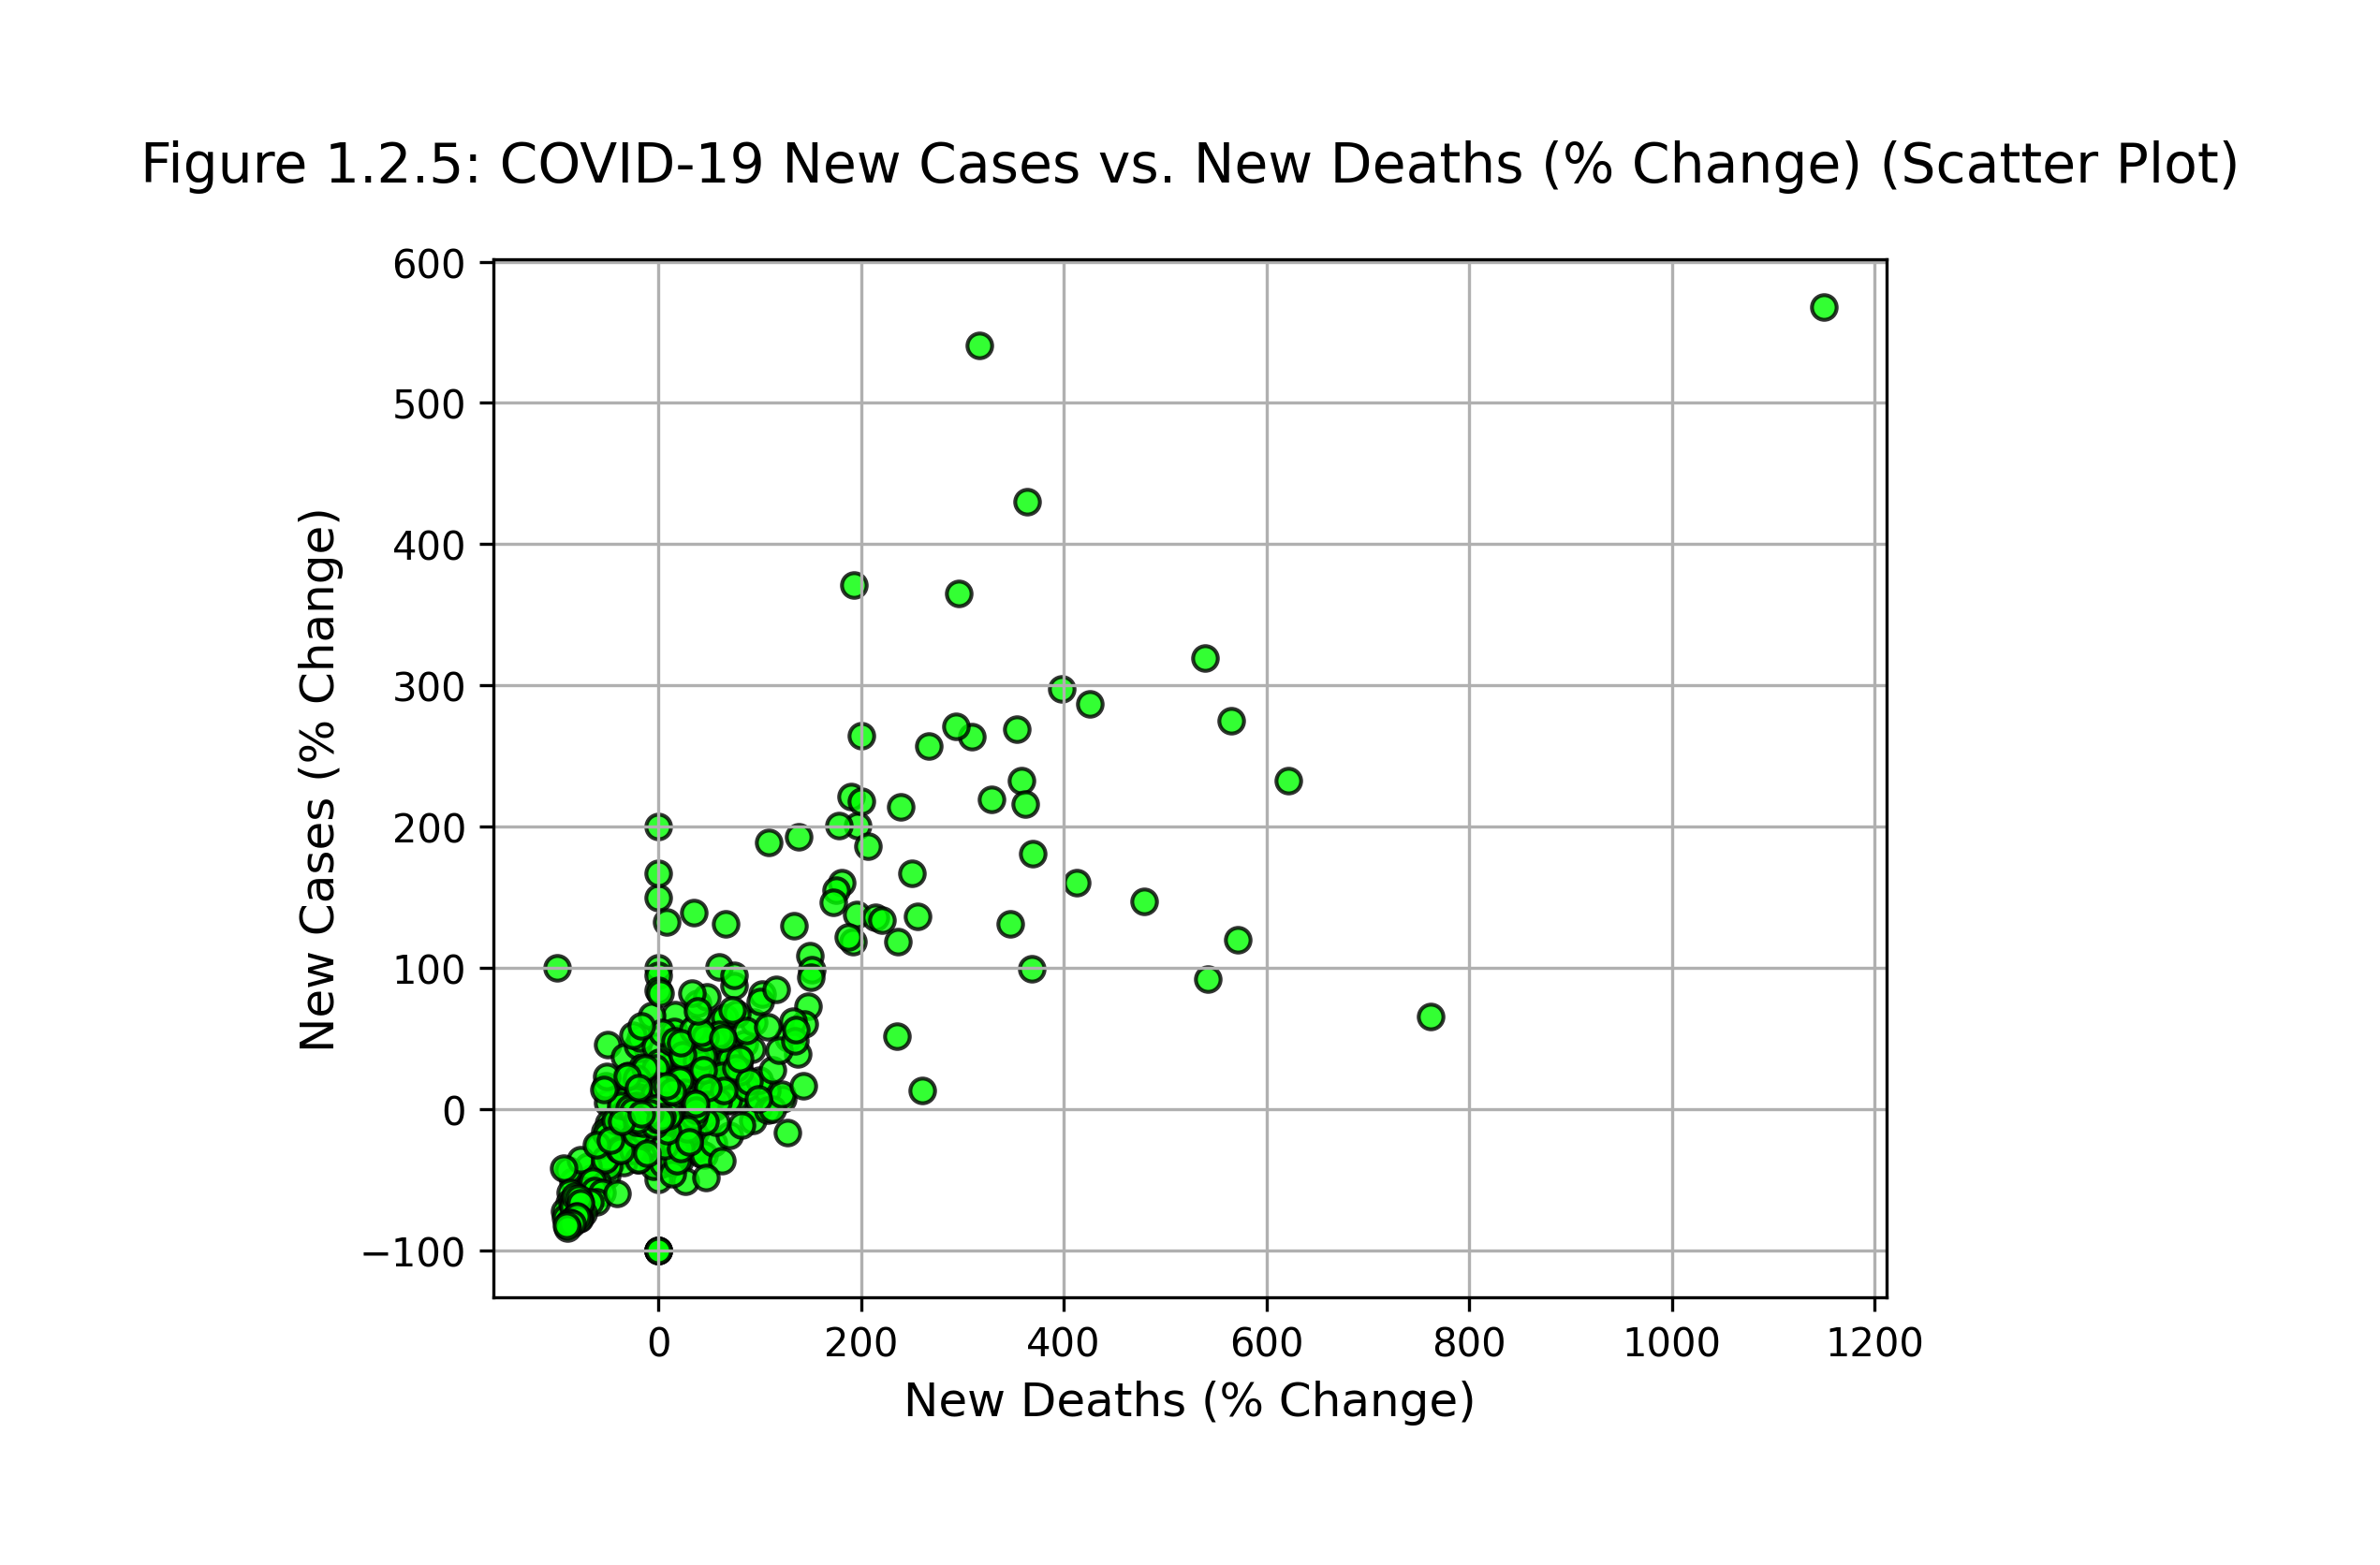 Figure 1.2.5: COVID-19 New Cases vs. New Deaths (% Change) (Scatter Plot)
600
500
400
300
200
100
0
−100
New Cases (% Change)
0 200 400 600 800 1000 1200
New Deaths (% Change)